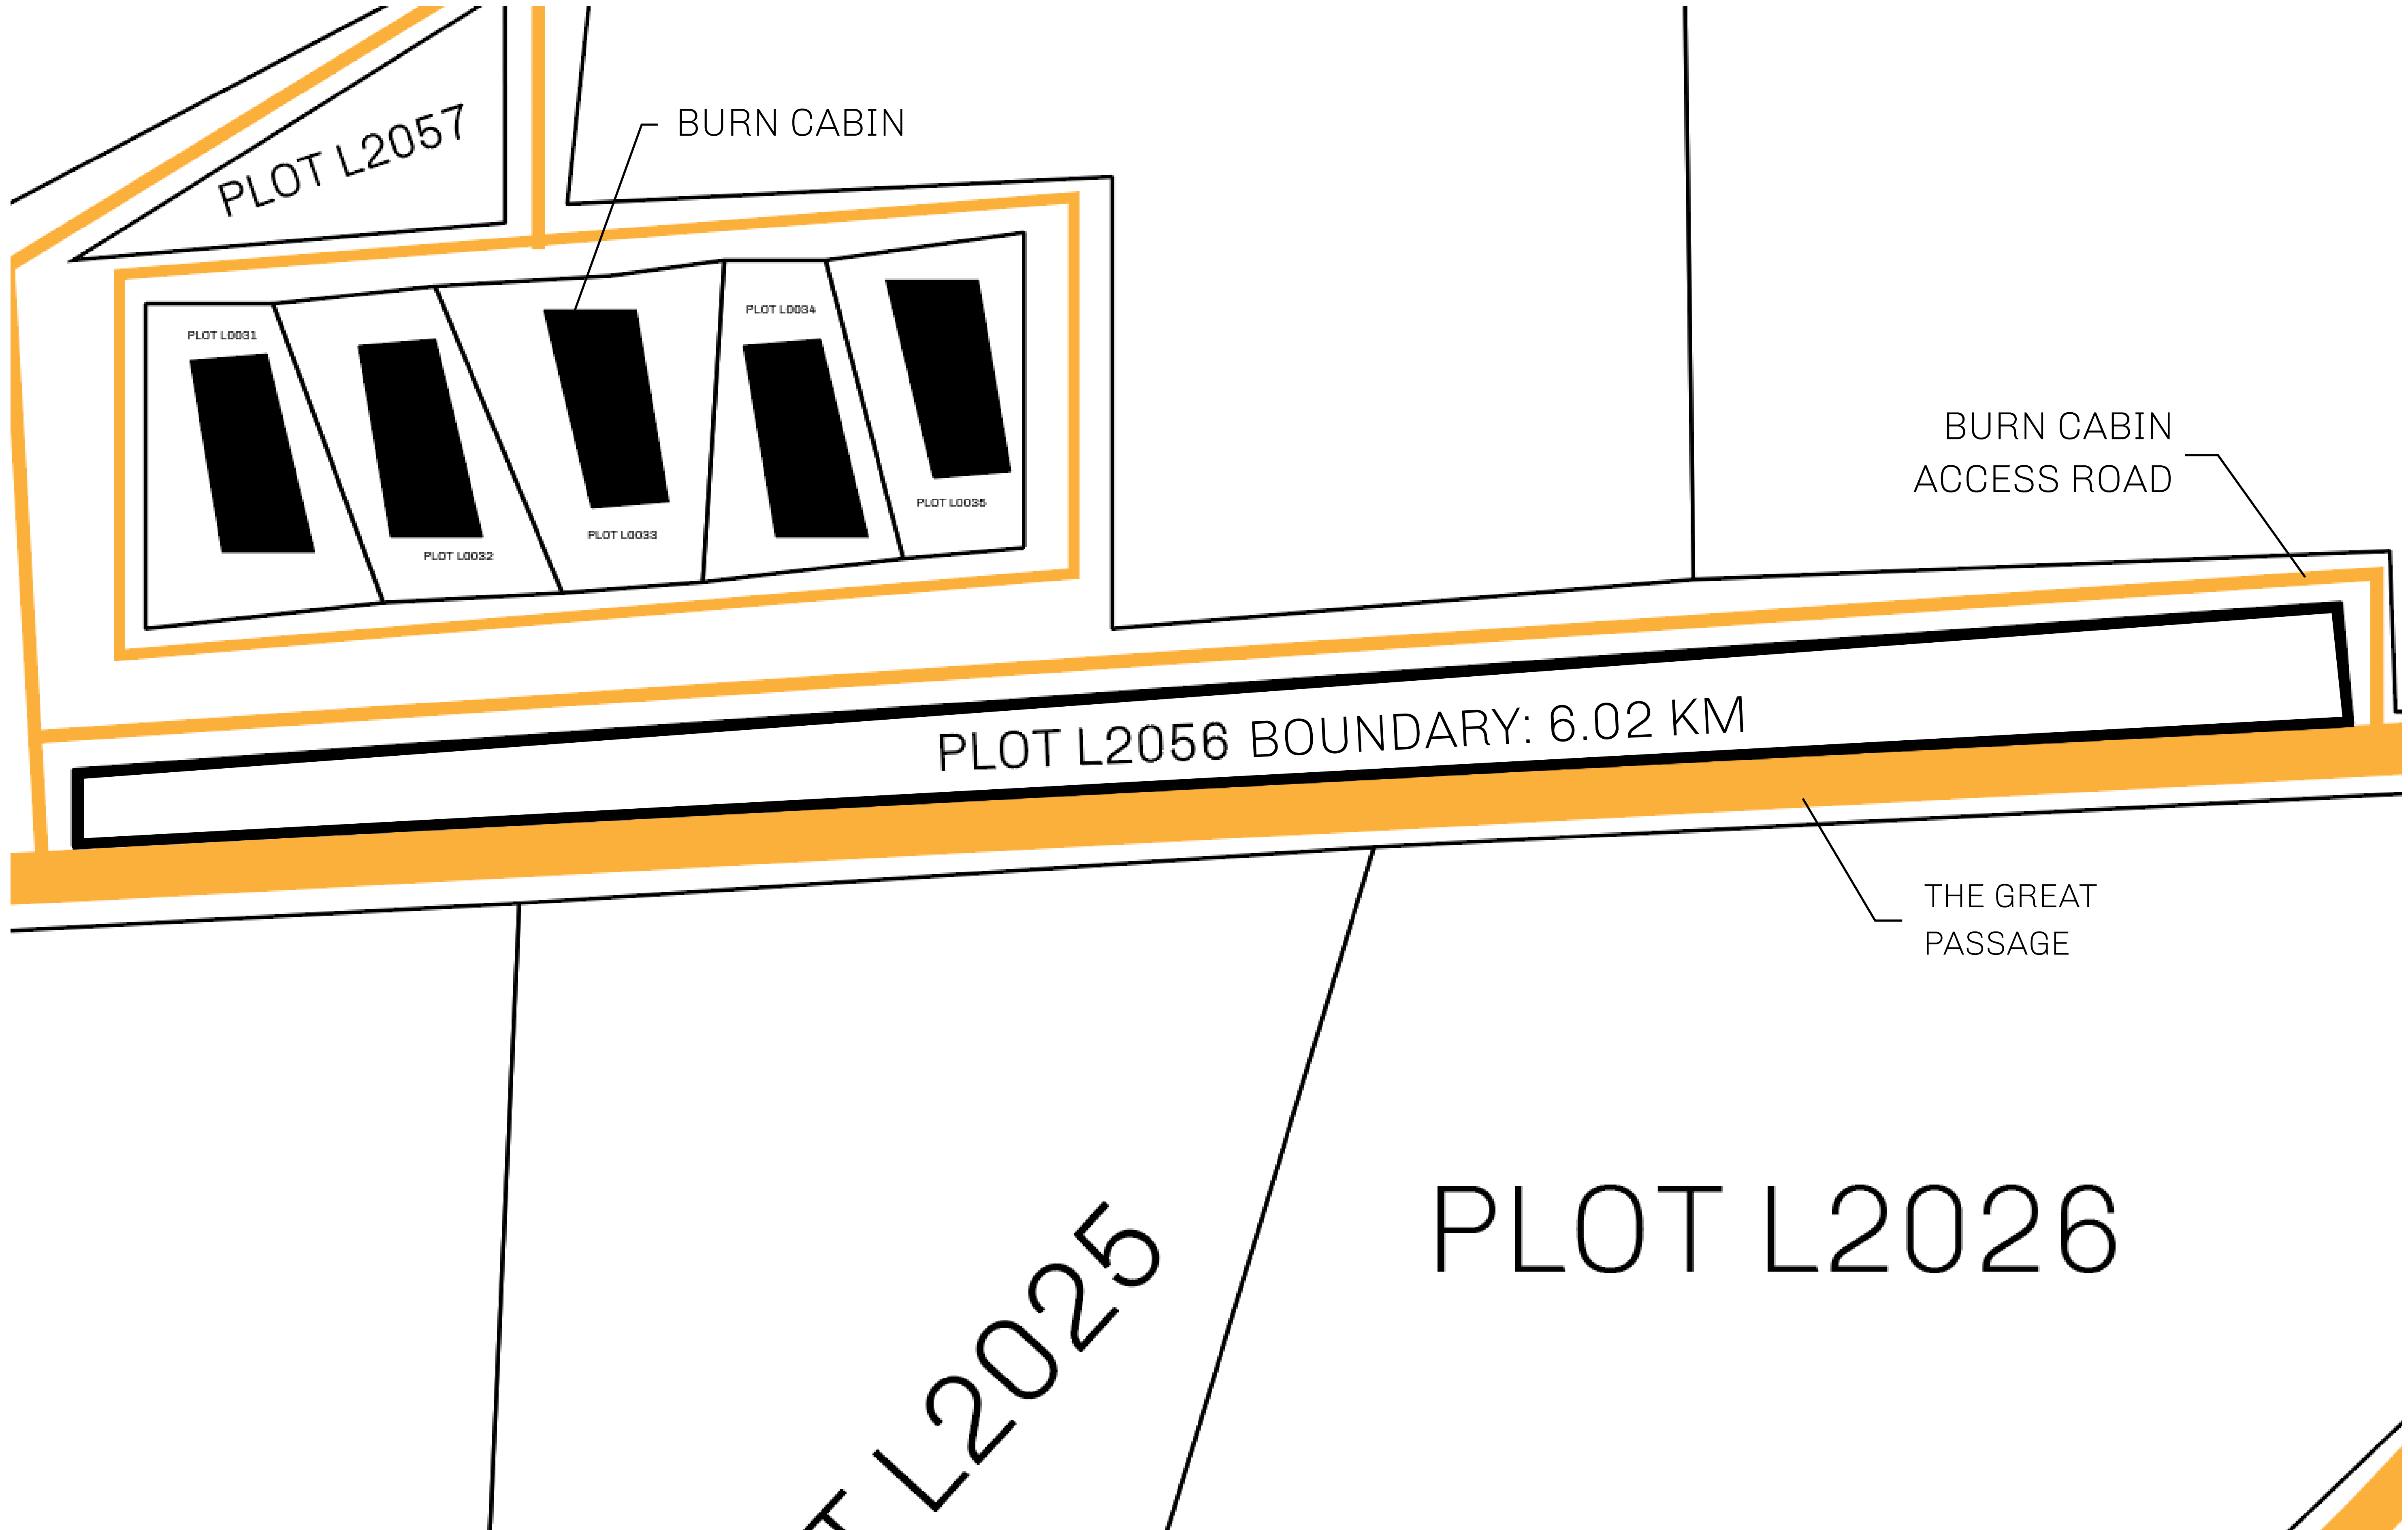 BURN CABIN
PLOT L2057
PLOT L0031
PLOT L0032
PLOT L0033
PLOT L0034
PLOT L0035
BURN CABIN
ACCESS ROAD
PLOT L2056 BOUNDARY: 6.02 KM
THE GREAT
PASSAGE
PLOT L2026
T L2025